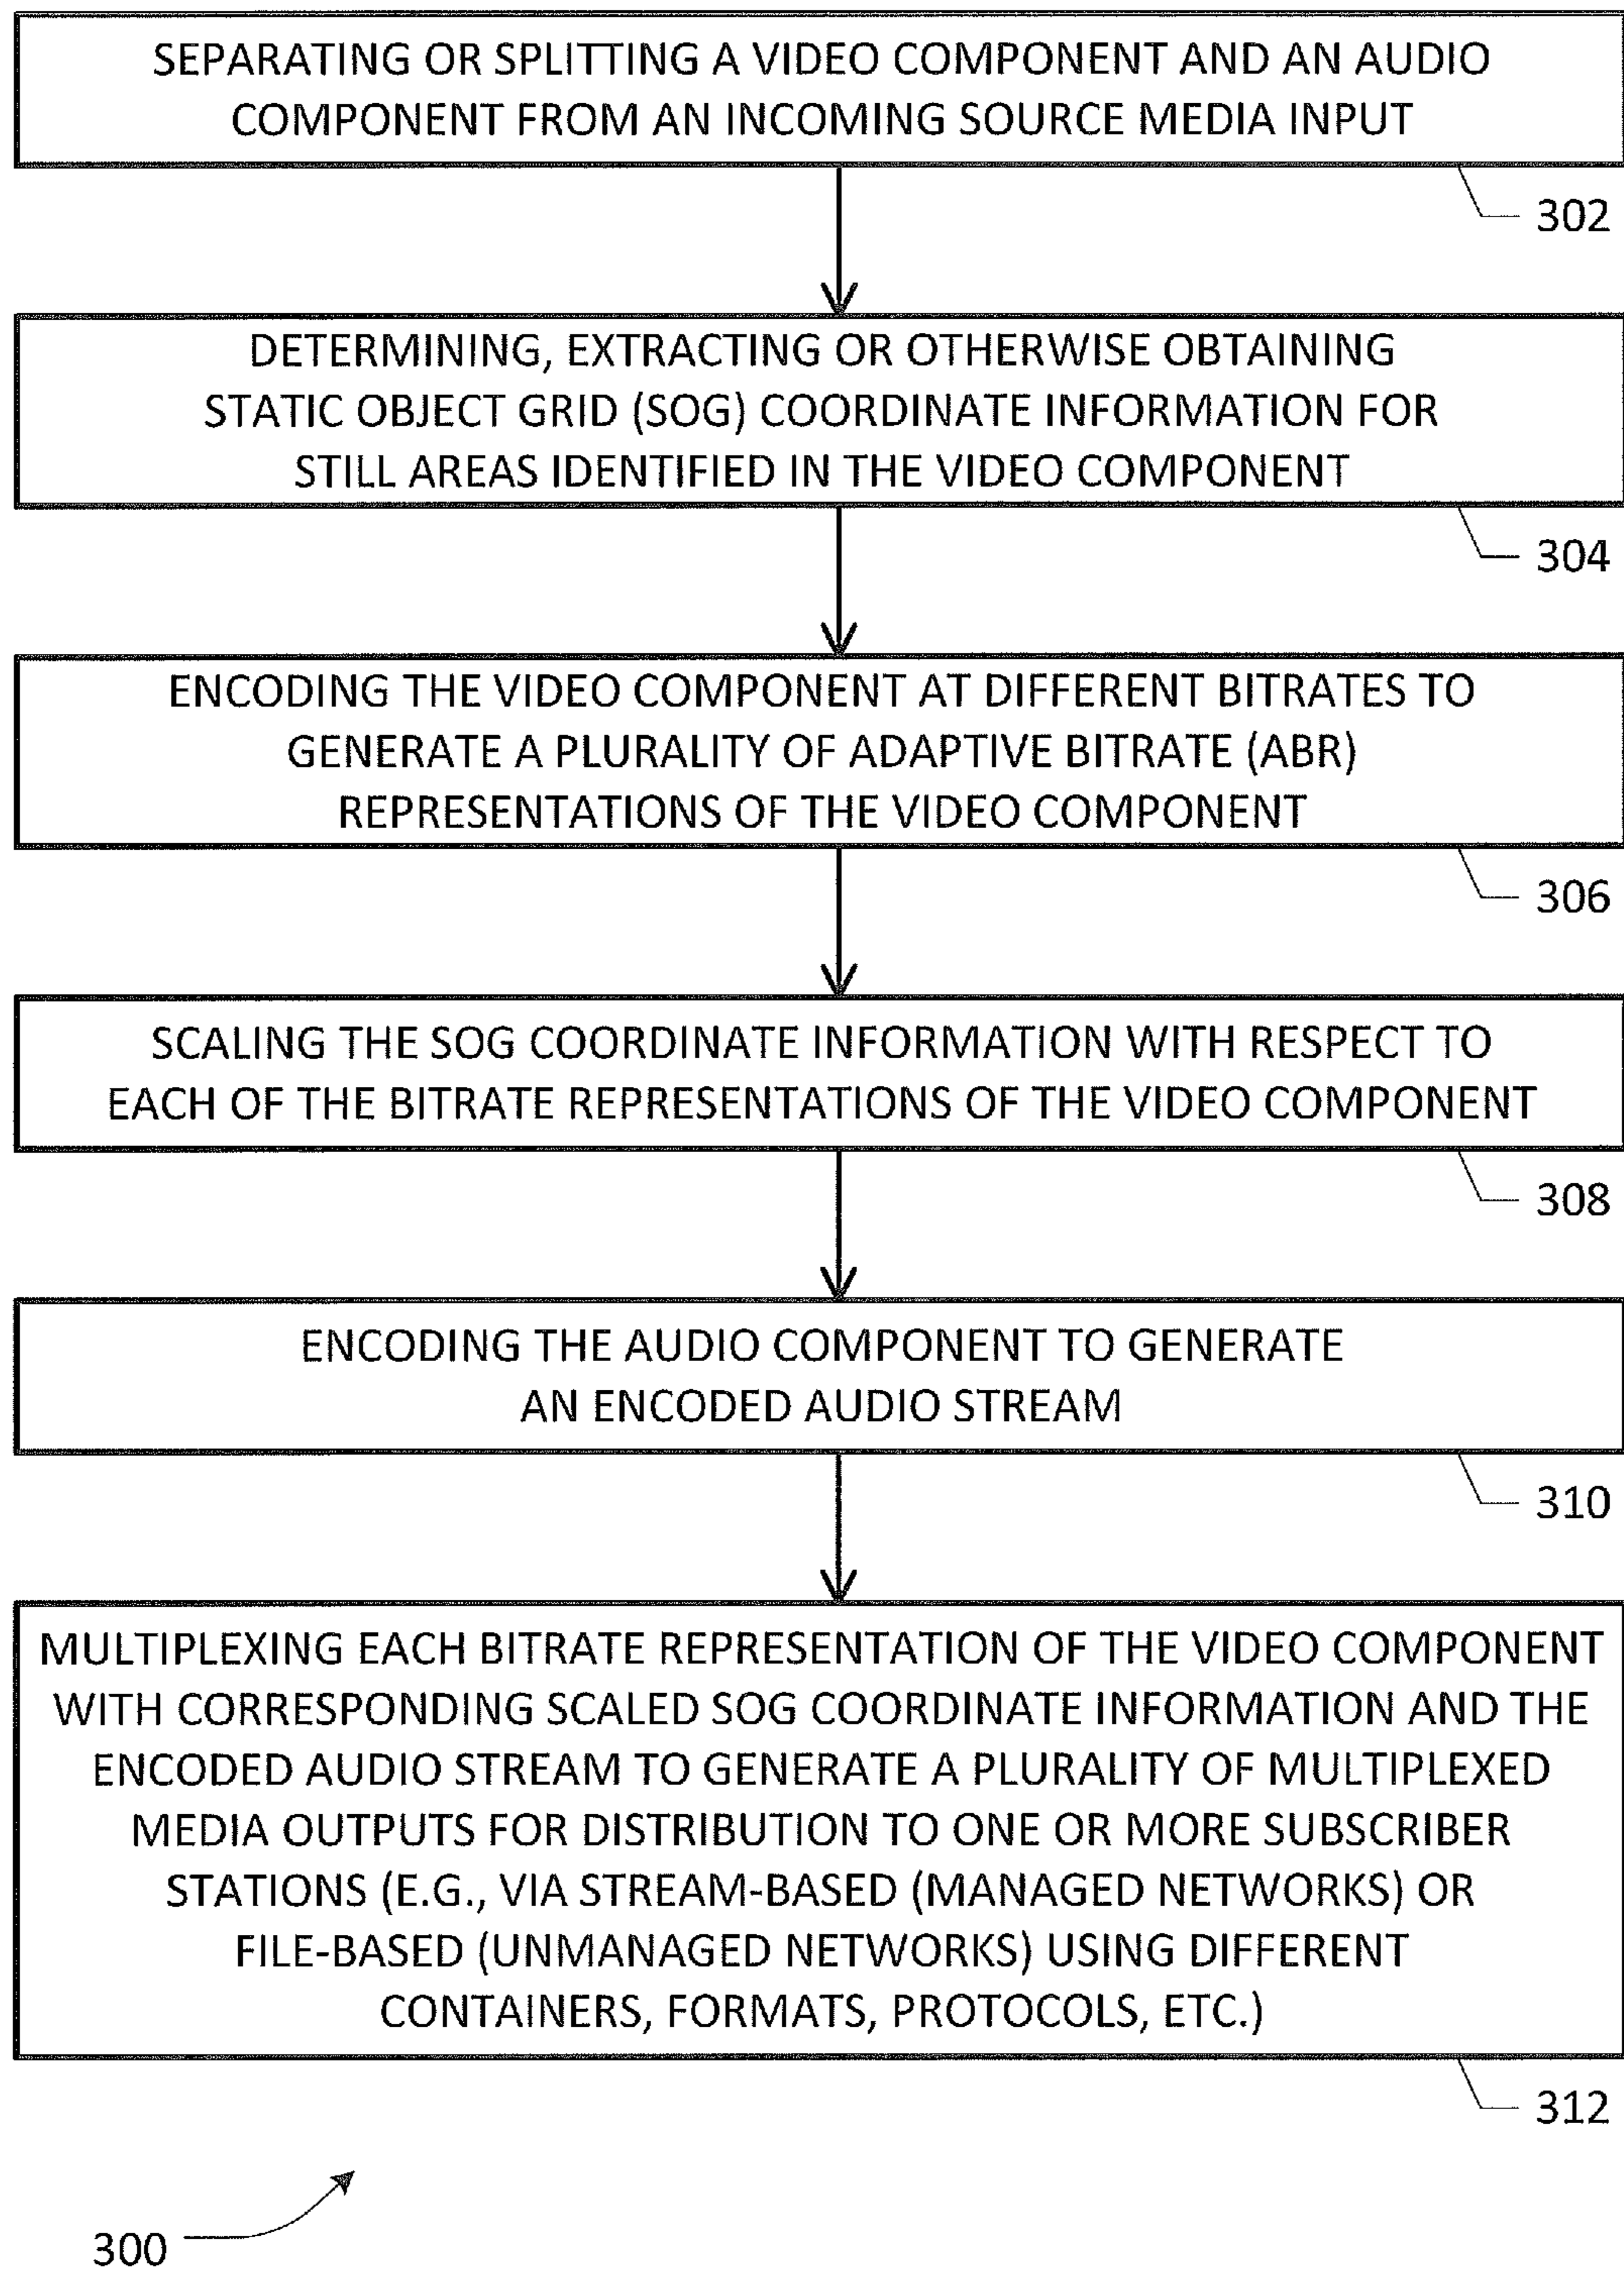 SEPARATING OR SPLITTING A VIDEO COMPONENT AND AN AUDIO
COMPONENT FROM AN INCOMING SOURCE MEDIA INPUT
302
DETERMINING, EXTRACTING OR OTHERWISE OBTAINING
STATIC OBJECT GRID (SOG) COORDINATE INFORMATION FOR
STILL AREAS IDENTIFIED IN THE VIDEO COMPONENT
304
ENCODING THE VIDEO COMPONENT AT DIFFERENT BITRATES TO
GENERATE A PLURALITY OF ADAPTIVE BITRATE (ABR)
REPRESENTATIONS OF THE VIDEO COMPONENT
306
SCALING THE SOG COORDINATE INFORMATION WITH RESPECT TO
EACH OF THE BITRATE REPRESENTATIONS OF THE VIDEO COMPONENT
308
ENCODING THE AUDIO COMPONENT TO GENERATE
AN ENCODED AUDIO STREAM
310
MULTIPLEXING EACH BITRATE REPRESENTATION OF THE VIDEO COMPONENT
WITH CORRESPONDING SCALED SOG COORDINATE INFORMATION AND THE
ENCODED AUDIO STREAM TO GENERATE A PLURALITY OF MULTIPLEXED
MEDIA OUTPUTS FOR DISTRIBUTION TO ONE OR MORE SUBSCRIBER
STATIONS (E.G., VIA STREAM-BASED (MANAGED NETWORKS) OR
FILE-BASED (UNMANAGED NETWORKS) USING DIFFERENT
CONTAINERS, FORMATS, PROTOCOLS, ETC.)
312
300